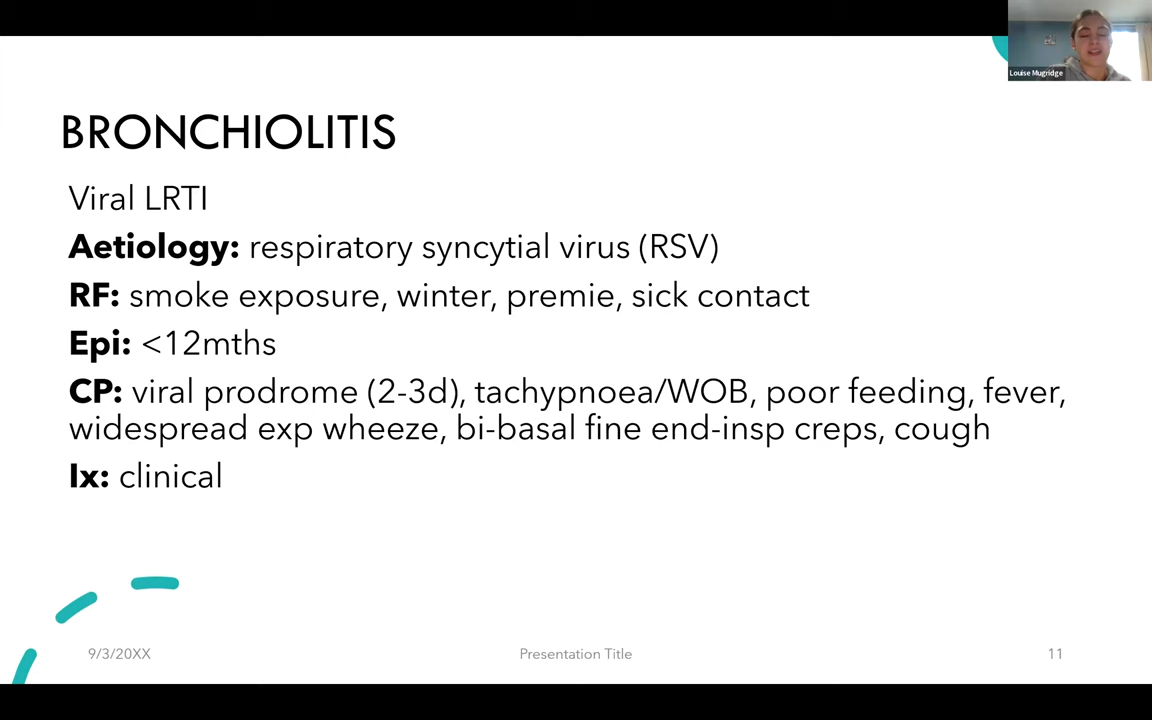 Louise Mugridge
BRONCHIOLITIS
Viral LRTI
Aetiology: respiratory syncytial virus (RSV)
RF: smoke exposure, winter, premie, sick contact
Epi: <12mths
CP: viral prodrome (2-3d), tachypnoea/WOB, poor feeding, fever,
widespread exp wheeze, bi-basal fine end-insp creps, cough
Ix: clinical
9/3/20XX
Presentation Title
11